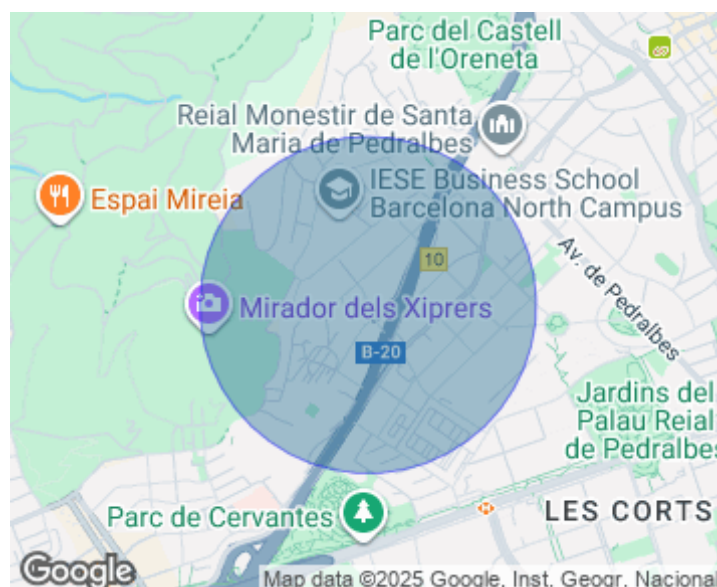 Parc del Castell
de l'Oreneta
Reial Monestir de Santa
Maria de Pedralbes
IESE Business School
Barcelona North Campus
Espai Mireia
10
Av. de Pedralbes
Mirador dels Xiprers
B-20
Jardins del
Palau Reial
de Pedralbes
Parc de Cervantes
LES CORTS
Google
Map data ©2025 Google, Inst. Geogr. Nacional